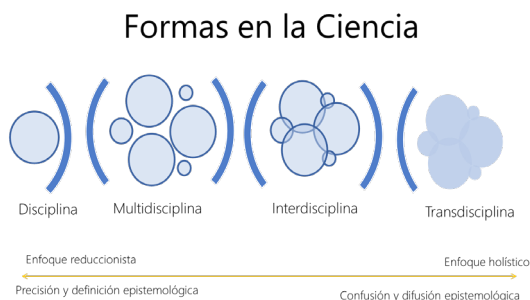 Formas en la Ciencia
Disciplina
Multidisciplina
Interdisciplina
Transdisciplina
Enfoque reduccionista
Enfoque holístico
Precisión y definición epistemológica
Confusión y difusión epistemológica